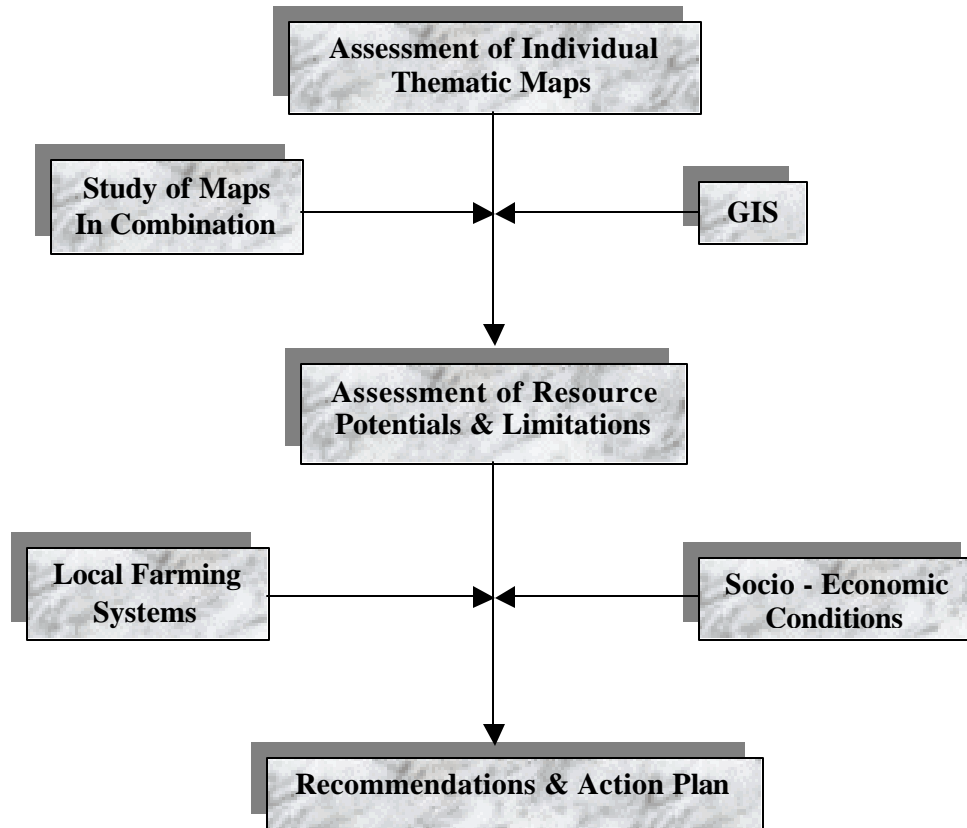 Assessment of Individual
Thematic Maps
Study of Maps
In Combination
GIS
Assessment of Resource
Potentials & Limitations
Local Farming
Systems
Socio - Economic
Conditions
Recommendations & Action Plan